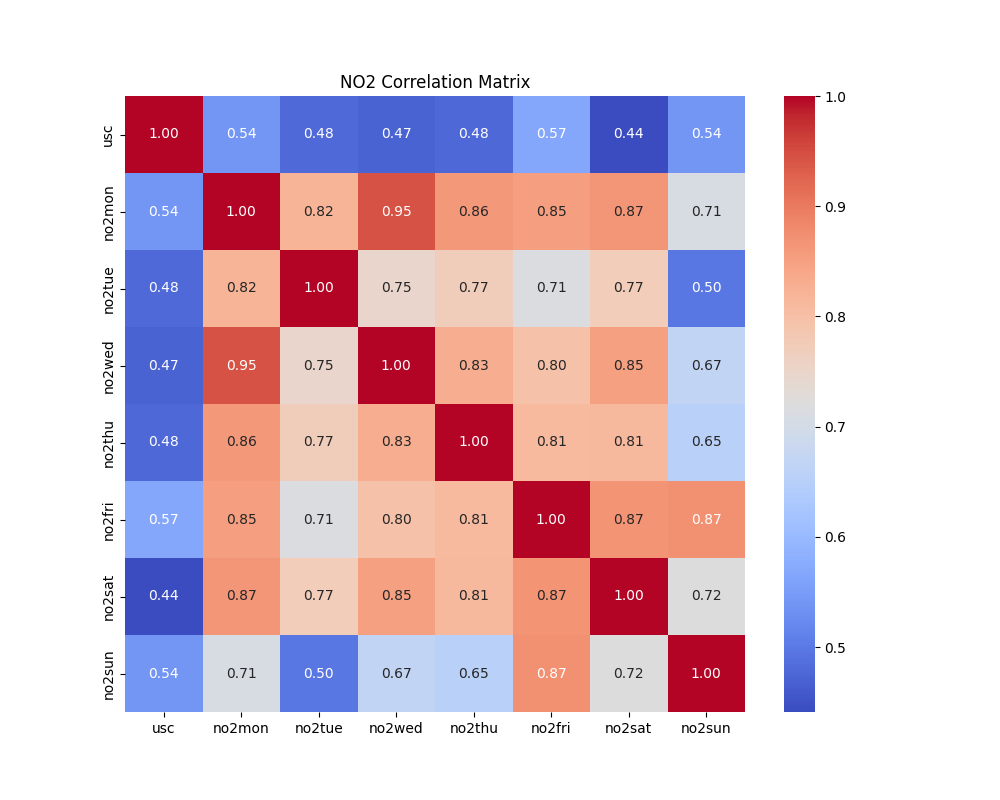 NO2 Correlation Matrix
usc 1.00 0.54 0.48 0.47 0.48 0.57 0.44 0.54
no2mon 0.54 1.00 0.82 0.95 0.86 0.85 0.87 0.71
no2tue 0.48 0.82 1.00 0.75 0.77 0.71 0.77 0.50
no2wed 0.47 0.95 0.75 1.00 0.83 0.80 0.85 0.67
no2thu 0.48 0.86 0.77 0.83 1.00 0.81 0.81 0.65
no2fri 0.57 0.85 0.71 0.80 0.81 1.00 0.87 0.87
no2sat 0.44 0.87 0.77 0.85 0.81 0.87 1.00 0.72
no2sun 0.54 0.71 0.50 0.67 0.65 0.87 0.72 1.00
usc no2mon no2tue no2wed no2thu no2fri no2sat no2sun
1.0
0.9
0.8
0.7
0.6
0.5